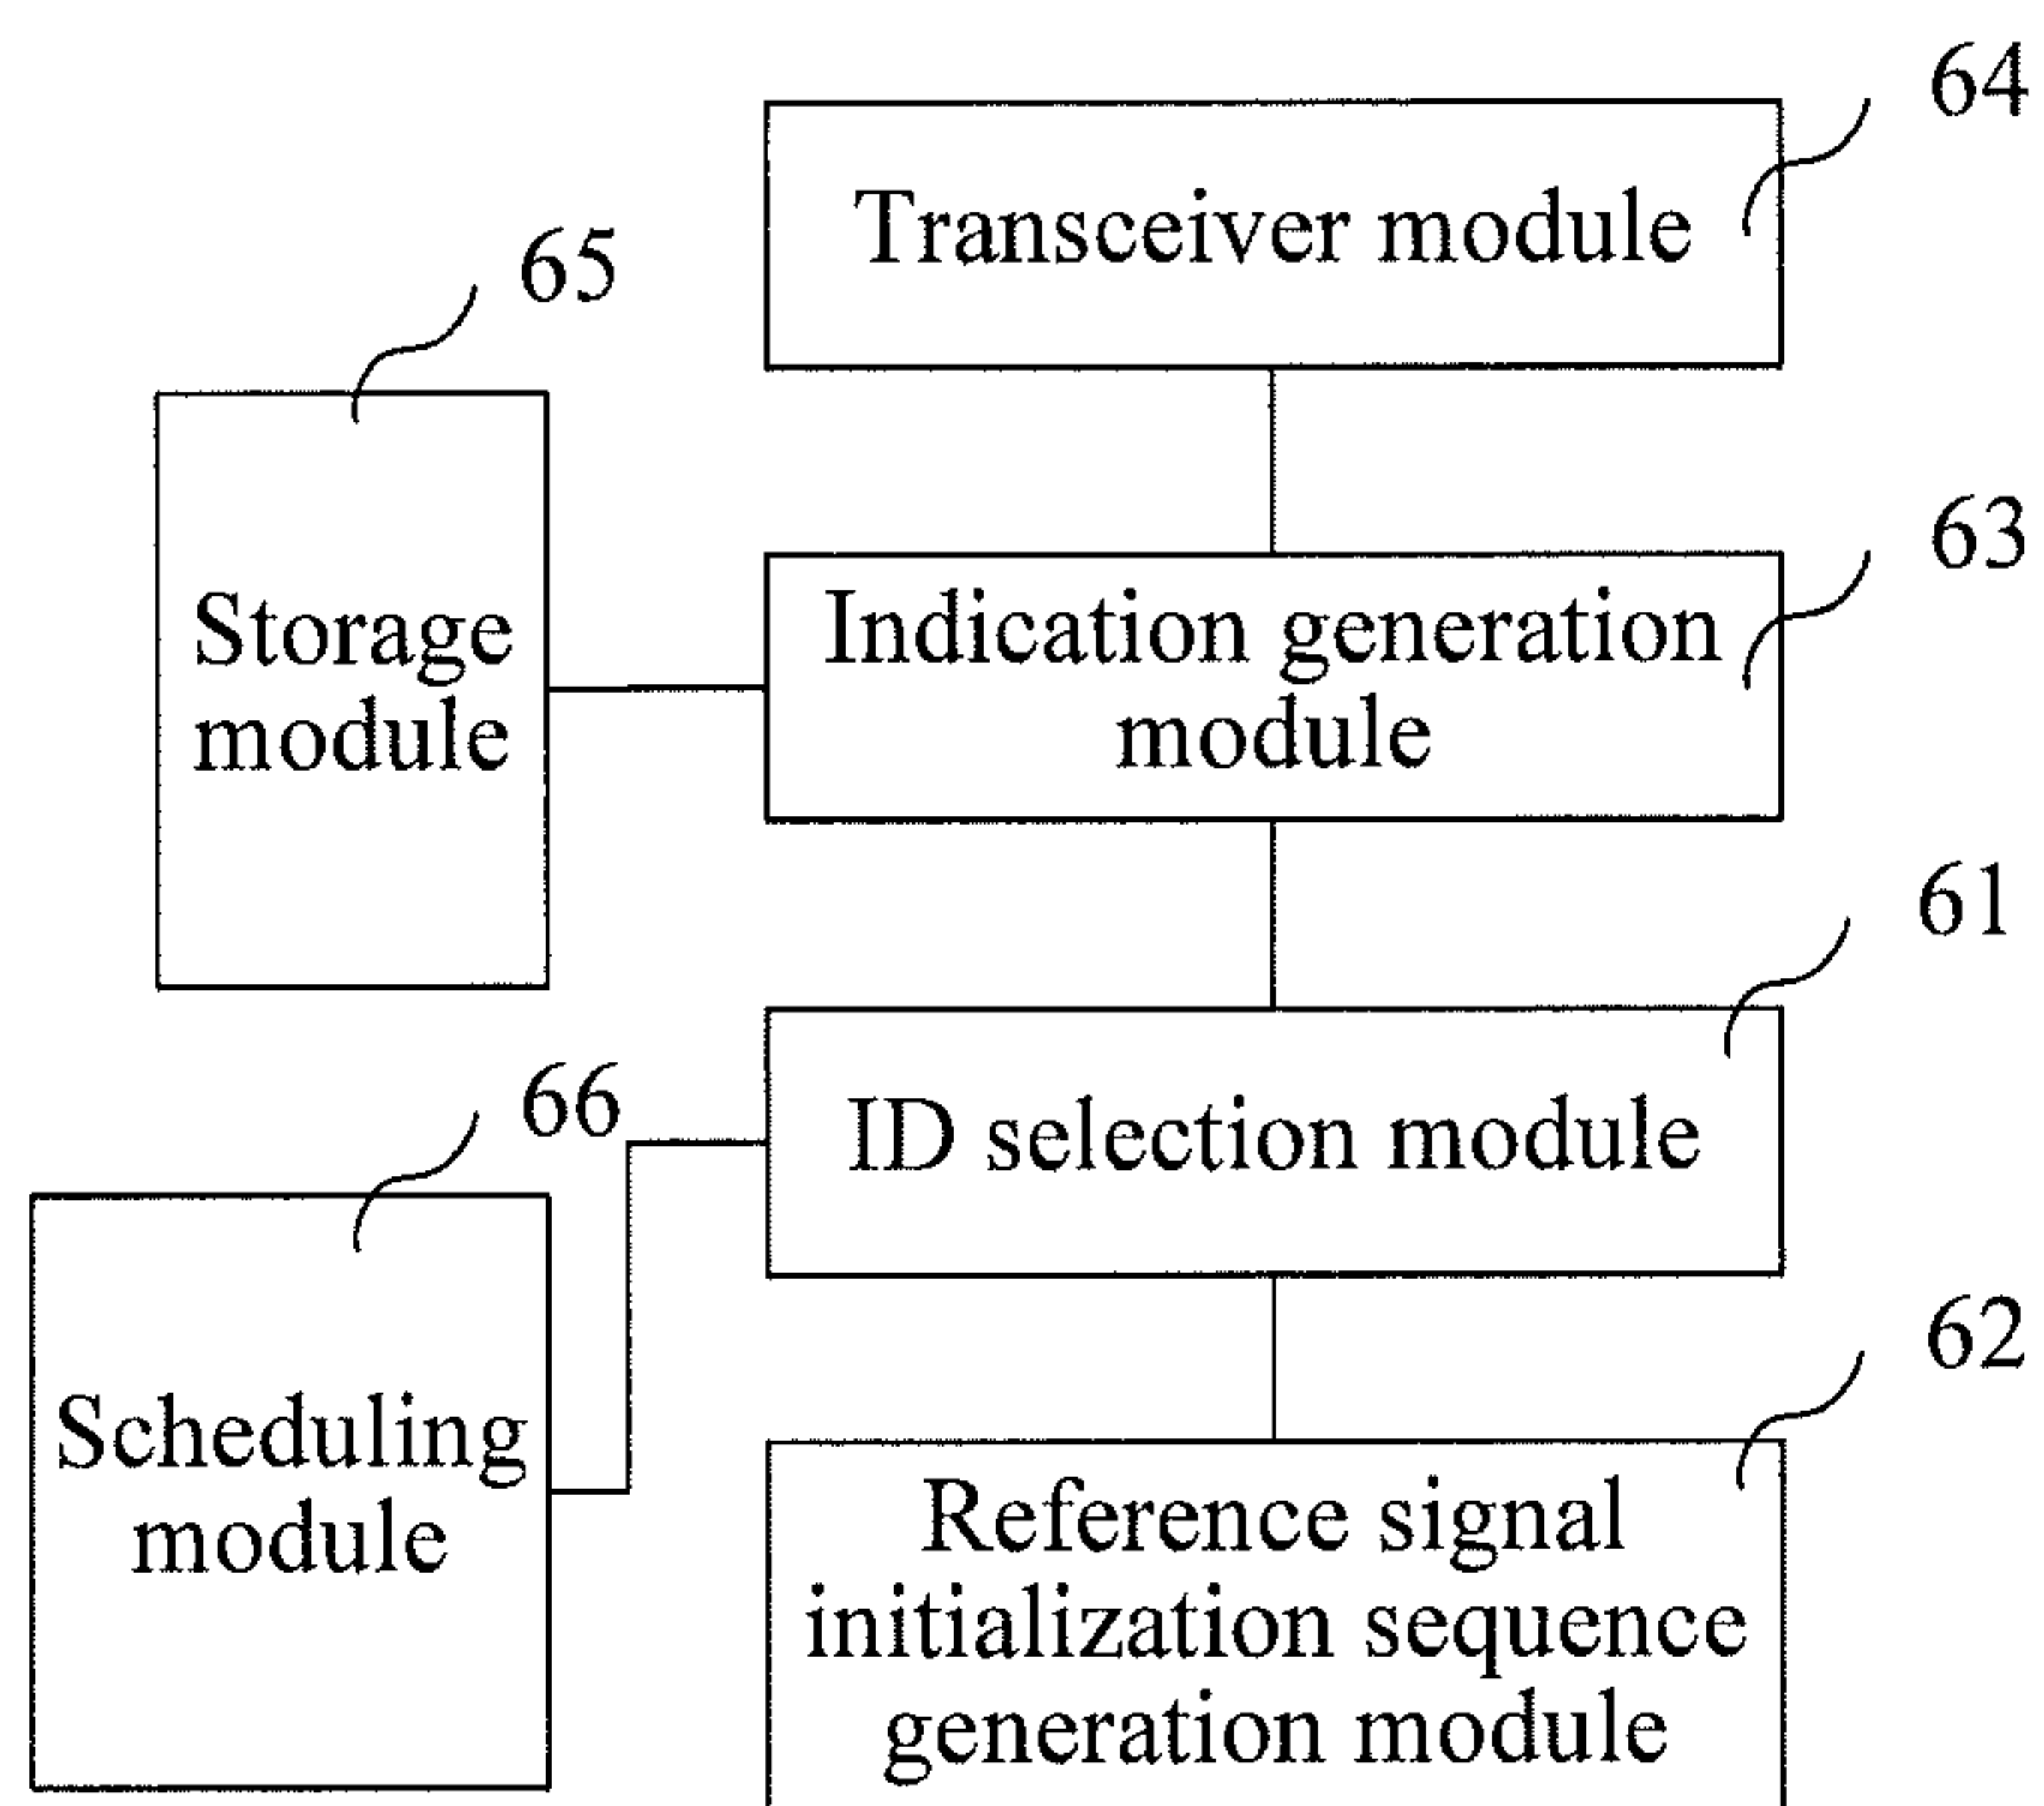 64
Transceiver module
65
63
Storage
module
Indication generation
module
61
ID selection module
66
62
Scheduling
module
Reference signal
initialization sequence
generation module